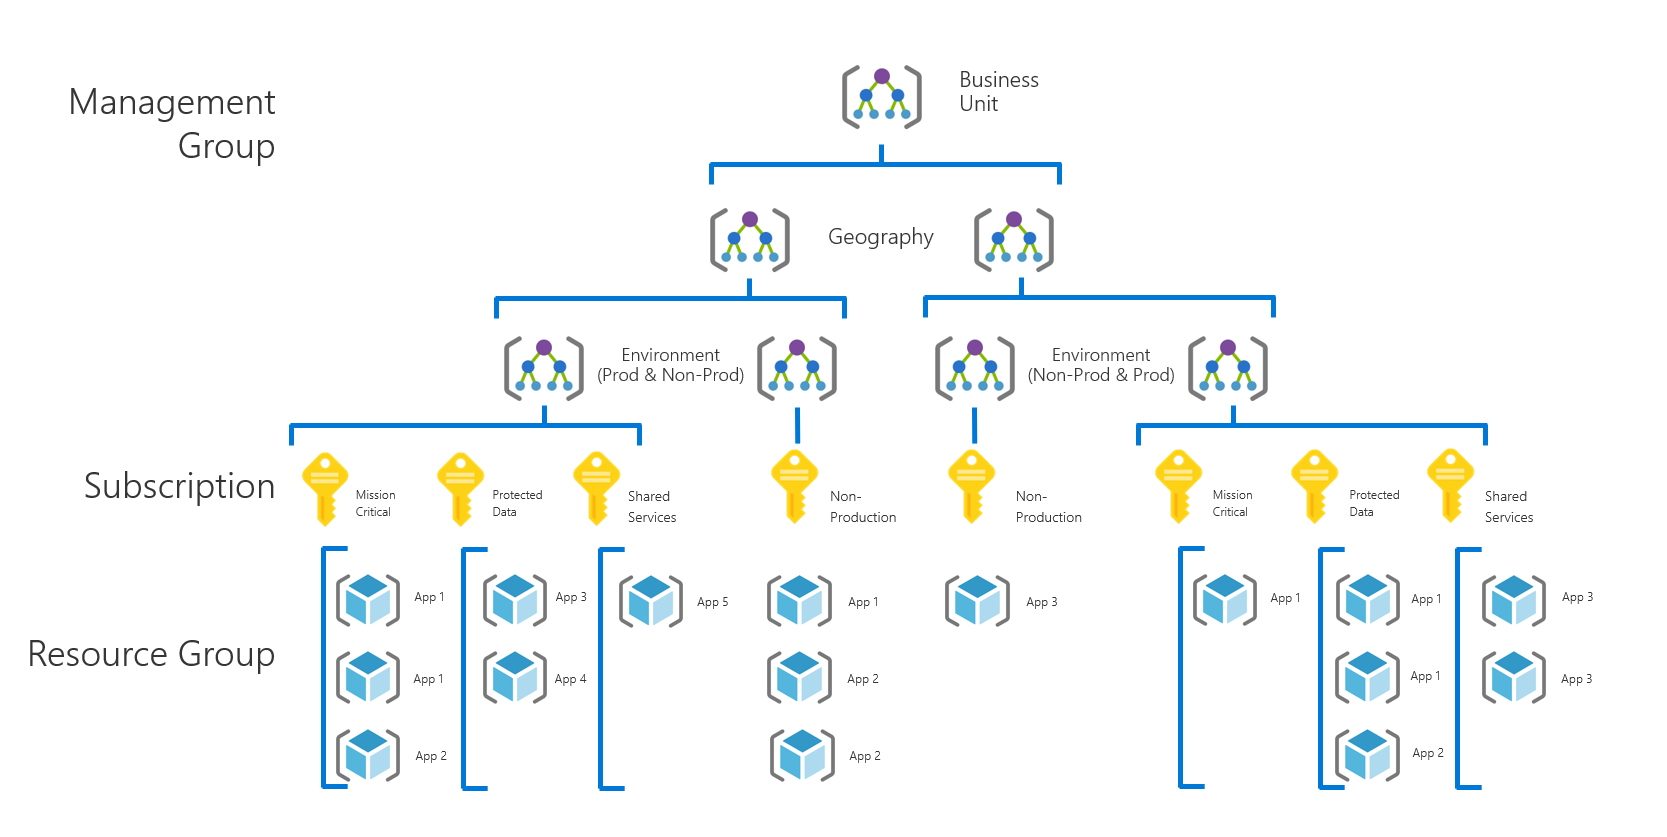 Management
Group
Business
Unit
Geography
Environment
(Prod & Non-Prod)
Environment
(Non-Prod & Prod)
Subscription
Mission
Critical
Protected
Data
Shared
Services
Non-
Production
Non-
Production
Mission
Critical
Protected
Data
Shared
Services
Resource Group
App 1
App 3
App 5
App 1
App 3
App 1
App 1
App 3
App 1
App 4
App 2
App 1
App 3
App 2
App 2
App 2